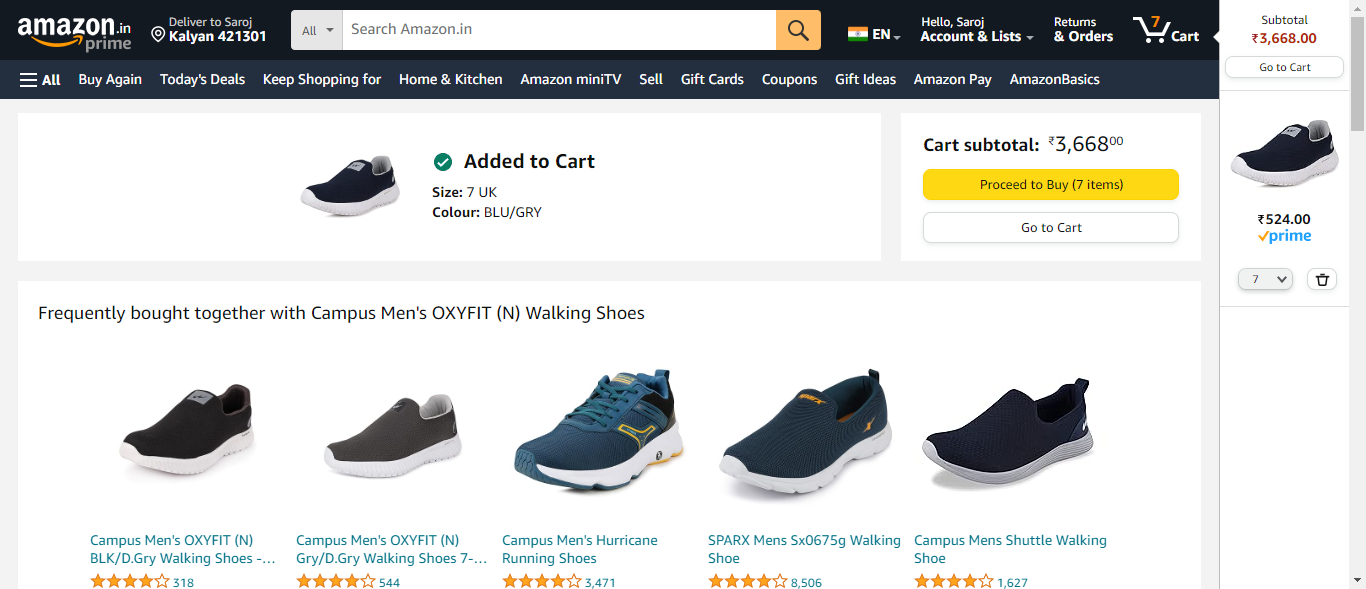 amazon.in
prime
Deliver to Saroj
Kalyan 421301
All
Search Amazon.in
EN
Hello, Saroj
Account & Lists
Returns
& Orders
7
Cart
All
Buy Again
Today's Deals
Keep Shopping for
Home & Kitchen
Amazon miniTV
Sell
Gift Cards
Coupons
Gift Ideas
Amazon Pay
AmazonBasics
Added to Cart
Size: 7 UK
Colour: BLU/GRY
Cart subtotal: ₹3,66800
Proceed to Buy (7 items)
Go to Cart
Subtotal
₹3,668.00
Go to Cart
₹524.00
prime
7
Frequently bought together with Campus Men's OXYFIT (N) Walking Shoes
SPARX
Campus Men's OXYFIT (N)
BLK/D.Gry Walking Shoes -...
318
Campus Men's OXYFIT (N)
Gry/D.Gry Walking Shoes 7-...
544
Campus Men's Hurricane
Running Shoes
3,471
SPARX Mens Sx0675g Walking
Shoe
8,506
Campus Mens Shuttle Walking
Shoe
1,627